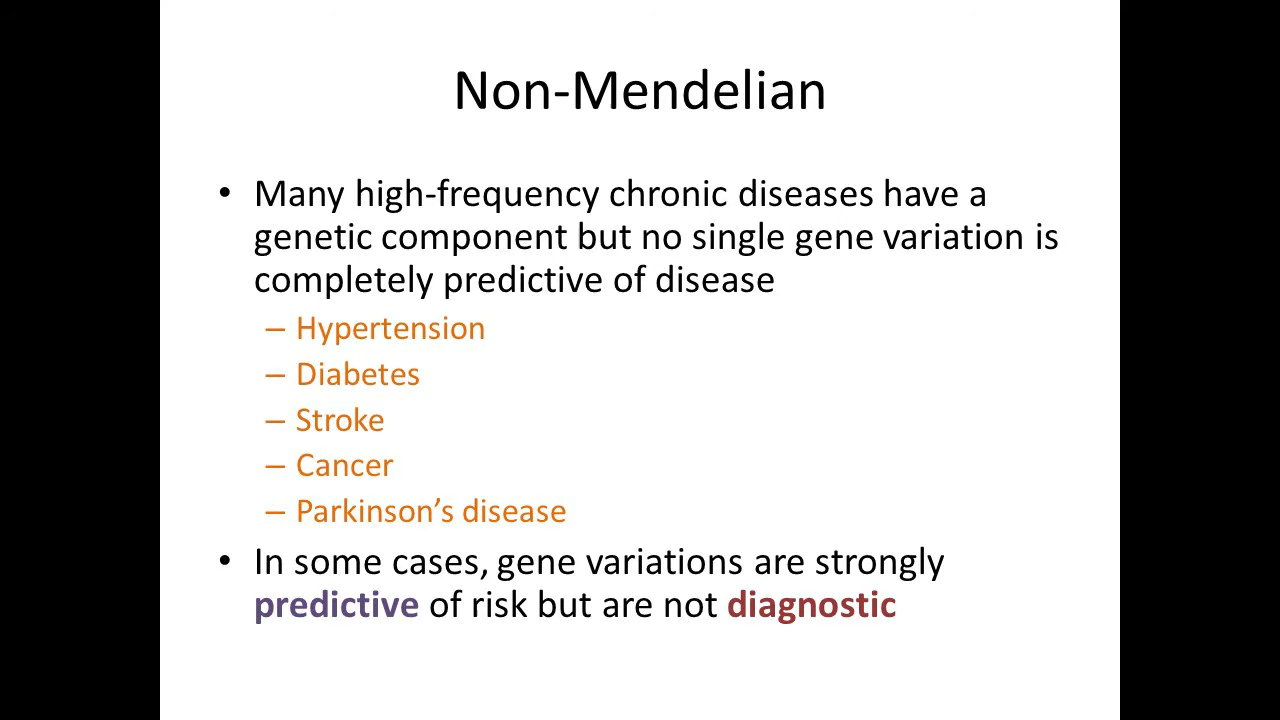 Non-Mendelian
• Many high-frequency chronic diseases have a
genetic component but no single gene variation is
completely predictive of disease
– Hypertension
– Diabetes
– Stroke
– Cancer
– Parkinson’s disease
• In some cases, gene variations are strongly
predictive of risk but are not diagnostic